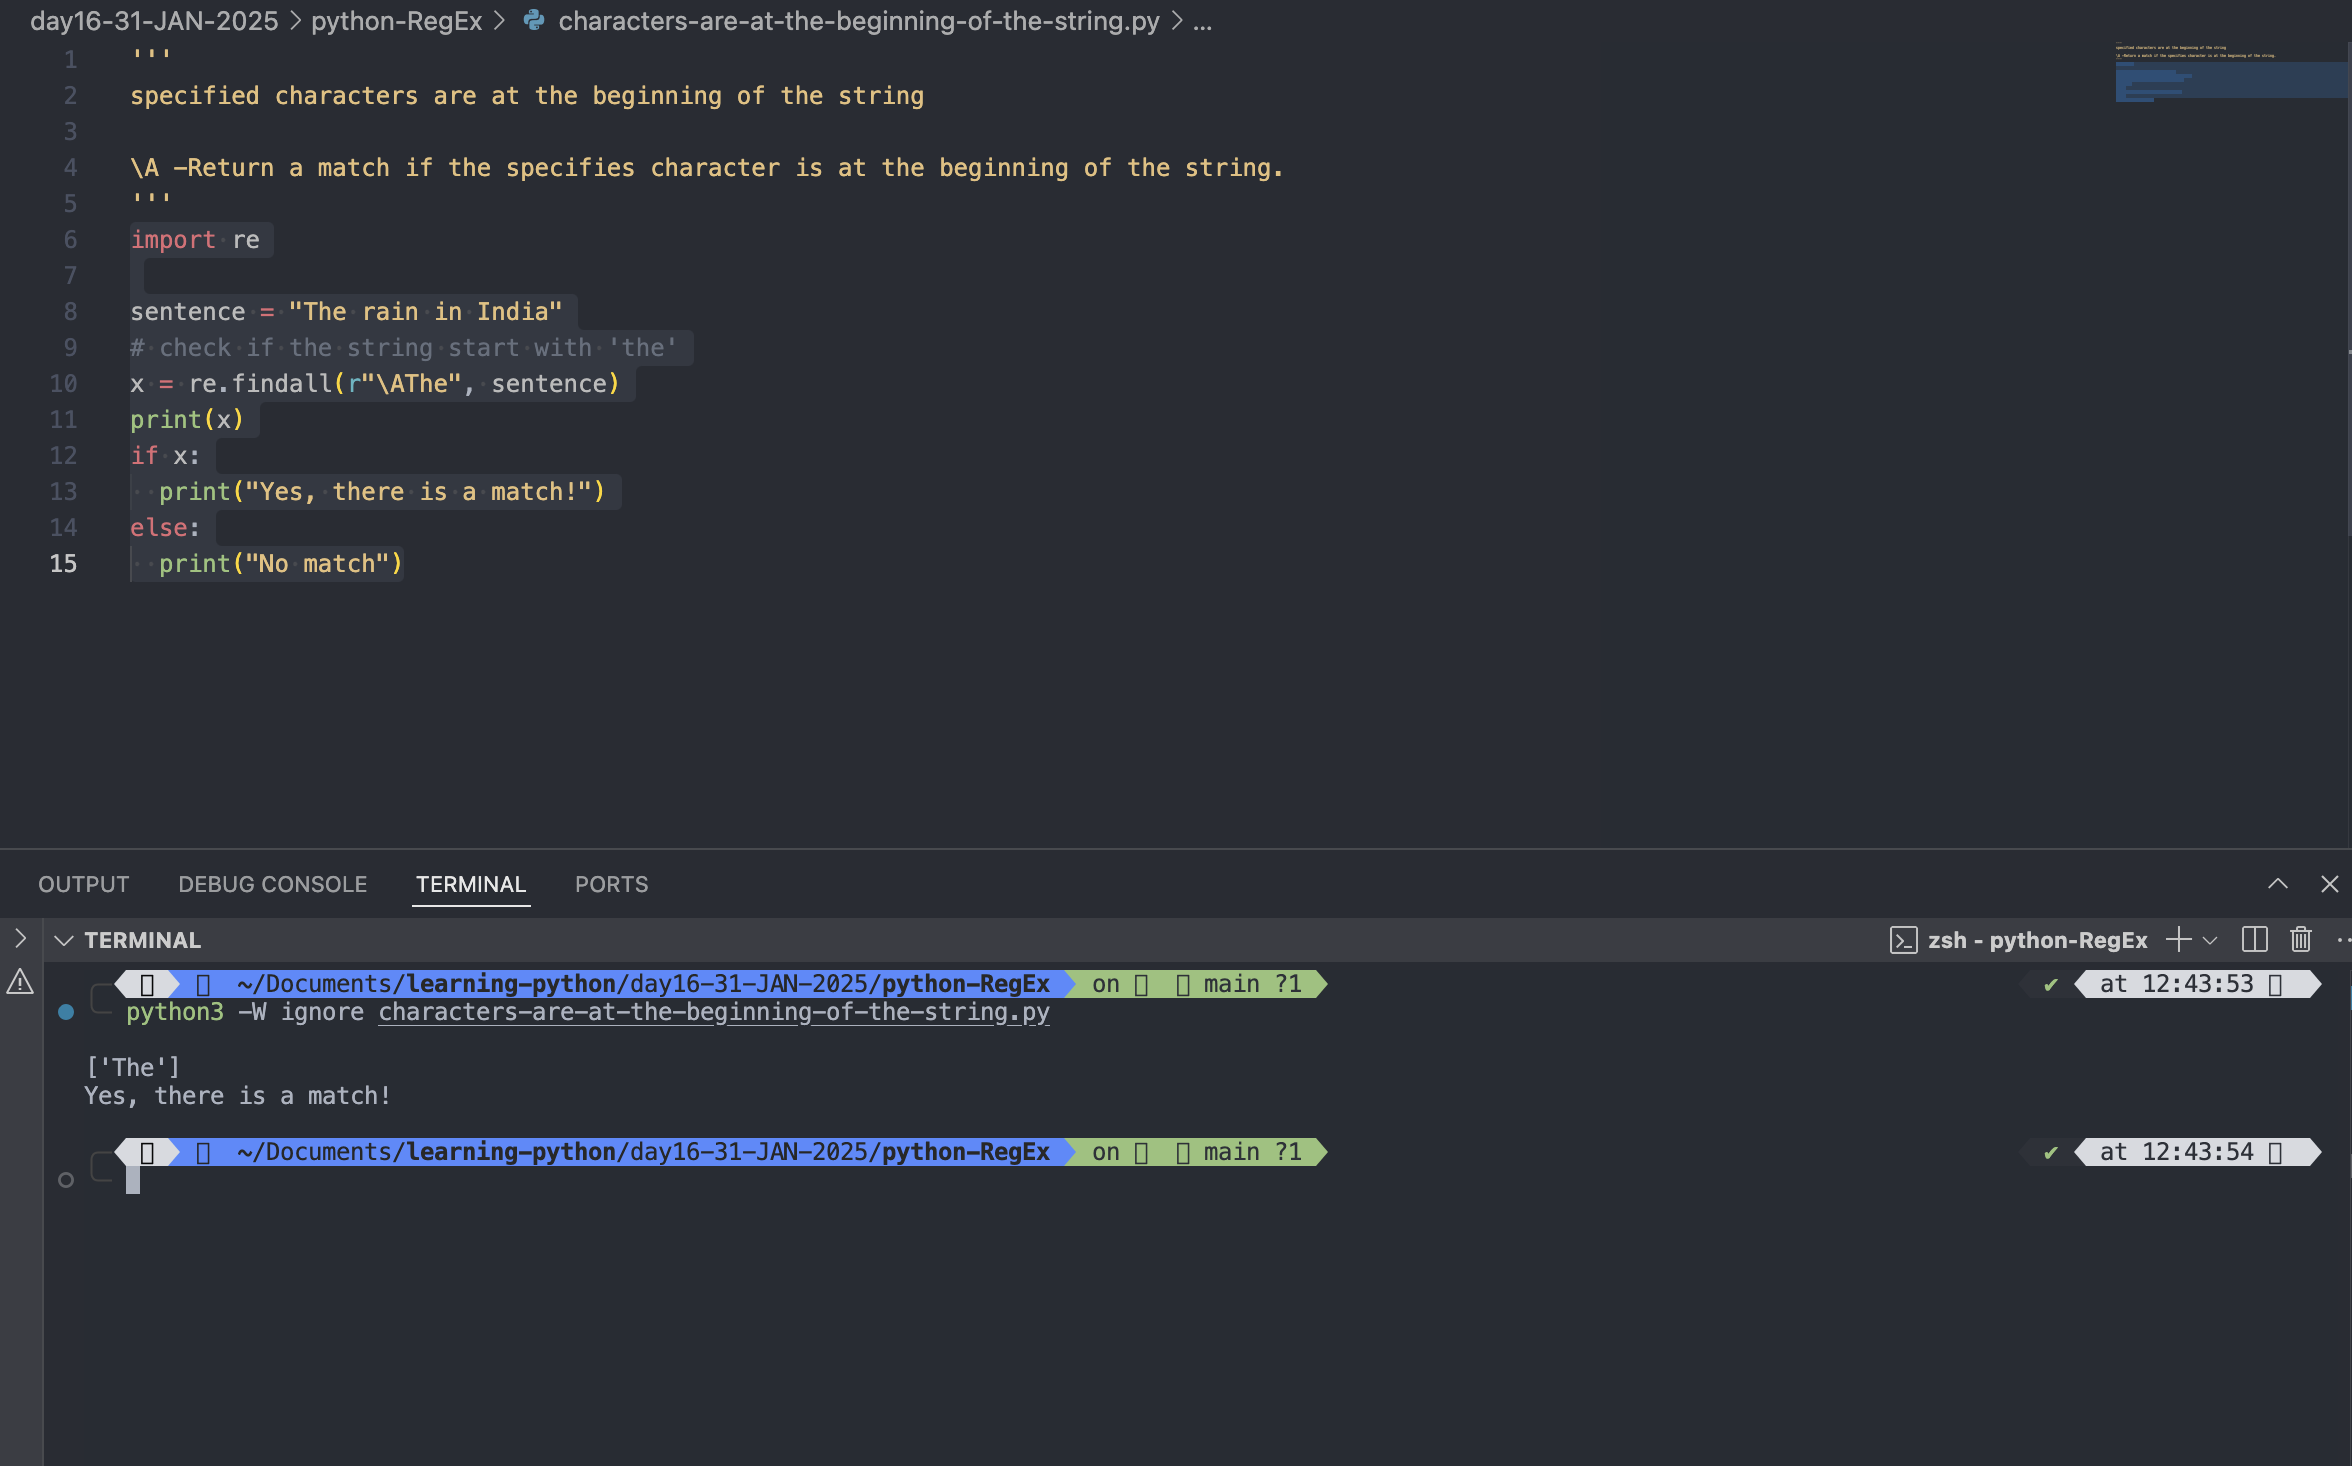 day16-31-JAN-2025 > python-RegEx > characters-are-at-the-beginning-of-the-string.py > ...
1 '''
2 specified characters are at the beginning of the string
3
4 \A -Return a match if the specifies character is at the beginning of the string.
5 '''
6 import re
7
8 sentence = "The rain in India"
9 # check if the string start with 'the'
10 x = re.findall(r"\AThe", sentence)
11 print(x)
12 if x:
13   print("Yes, there is a match!")
14 else:
15   print("No match")
OUTPUT DEBUG CONSOLE TERMINAL PORTS
TERMINAL zsh - python-RegEx
~/Documents/learning-python/day16-31-JAN-2025/python-RegEx on main ?1 ✔ at 12:43:53
python3 -W ignore characters-are-at-the-beginning-of-the-string.py
['The']
Yes, there is a match!
~/Documents/learning-python/day16-31-JAN-2025/python-RegEx on main ?1 ✔ at 12:43:54